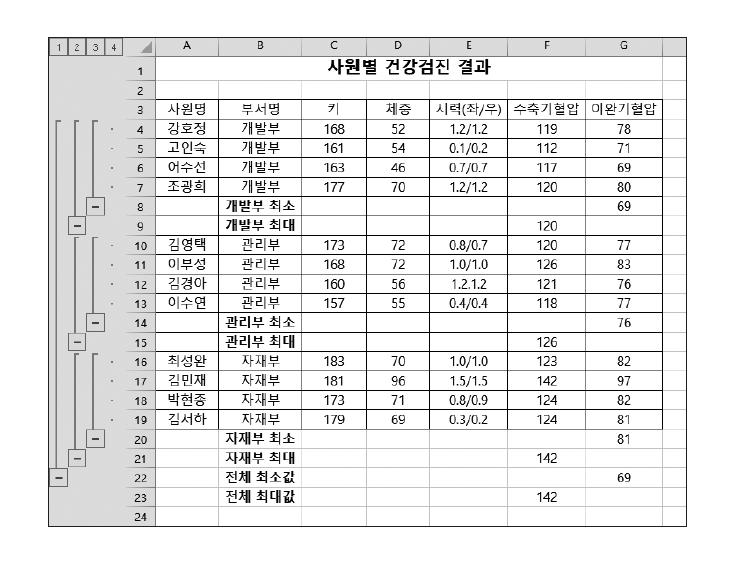 1 2 3 4 A B C D E F G
1 사원별 건강검진 결과
2
3 사원명 부서명 키 체중 시력(좌/우) 수축기혈압 이완기혈압
4 강호정 개발부 168 52 1.2/1.2 119 78
5 고인숙 개발부 161 54 0.1/0.2 112 71
6 어수선 개발부 163 46 0.7/0.7 117 69
7 조광희 개발부 177 70 1.2/1.2 120 80
8 개발부 최소 69
9 개발부 최대 120
10 김영택 관리부 173 72 0.8/0.7 120 77
11 이부성 관리부 168 72 1.0/1.0 126 83
12 김경아 관리부 160 56 1.2.1.2 121 76
13 이수연 관리부 157 55 0.4/0.4 118 77
14 관리부 최소 76
15 관리부 최대 126
16 최성완 자재부 183 70 1.0/1.0 123 82
17 김민재 자재부 181 96 1.5/1.5 142 97
18 박현중 자재부 173 71 0.8/0.9 124 82
19 김서하 자재부 179 69 0.3/0.2 124 81
20 자재부 최소 81
21 자재부 최대 142
22 전체 최소값 69
23 전체 최대값 142
24